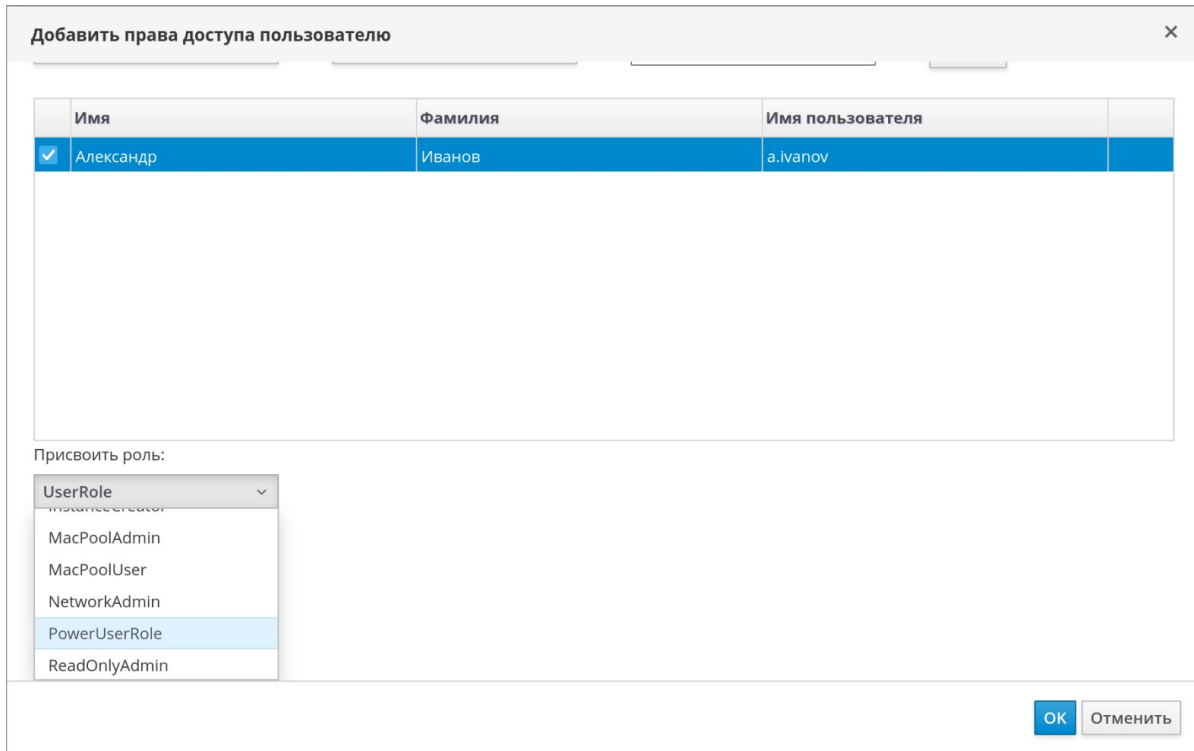 Добавить права доступа пользователю
Имя Фамилия Имя пользователя
Александр Иванов a.ivanov
Присвоить роль:
UserRole
InstanceCreator
MacPoolAdmin
MacPoolUser
NetworkAdmin
PowerUserRole
ReadOnlyAdmin
OK Отменить